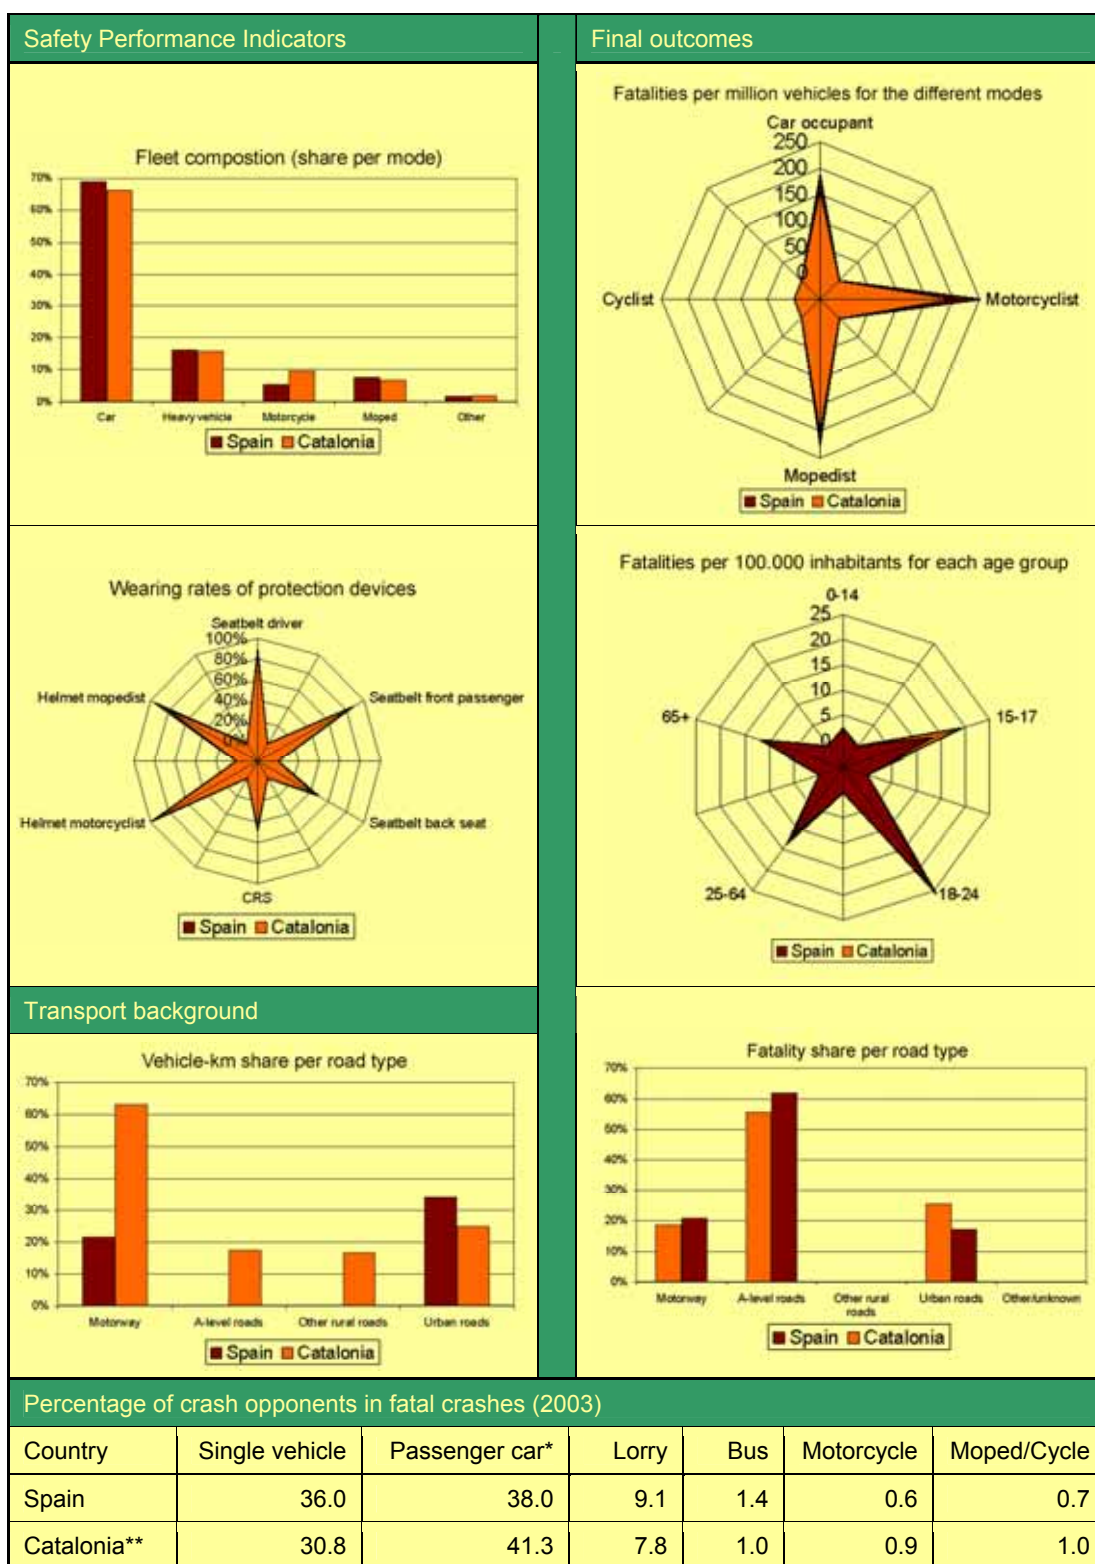 Safety Performance Indicators
Final outcomes
Fleet compostion (share per mode)
70%
60%
50%
40%
30%
20%
10%
0%
Car Heavy vehicle Motorcycle Moped Other
Spain Catalonia
Fatalities per million vehicles for the different modes
Car occupant
250
200
150
100
50
0
Cyclist
Motorcyclist
Mopedist
Spain Catalonia
Wearing rates of protection devices
Seatbelt driver
100%
80%
60%
40%
20%
0%
Helmet mopedist
Seatbelt front passenger
Helmet motorcyclist
Seatbelt back seat
CRS
Spain Catalonia
Fatalities per 100.000 inhabitants for each age group
0-14
25
20
15
10
5
0
65+
15-17
25-64
18-24
Spain Catalonia
Transport background
Vehicle-km share per road type
70%
60%
50%
40%
30%
20%
10%
0%
Motorway A-level roads Other rural roads Urban roads
Spain Catalonia
Fatality share per road type
70%
60%
50%
40%
30%
20%
10%
0%
Motorway A-level roads Other rural roads Urban roads Other/unknown
Spain Catalonia
Percentage of crash opponents in fatal crashes (2003)
Country Single vehicle Passenger car* Lorry Bus Motorcycle Moped/Cycle
Spain 36.0 38.0 9.1 1.4 0.6 0.7
Catalonia** 30.8 41.3 7.8 1.0 0.9 1.0